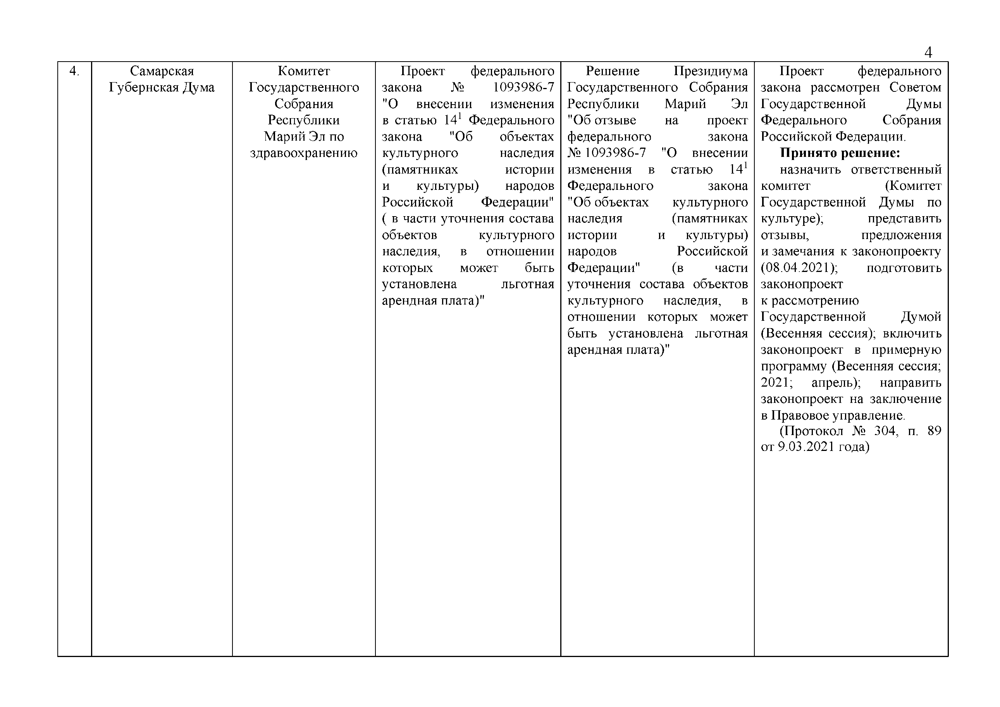 4
4.
Самарская
Губернская Дума
Комитет
Государственного
Собрания
Республики
Марий Эл по
здравоохранению
Проект федерального
закона № 1093986-7
"О внесении изменения
в статью 14¹ Федерального
закона "Об объектах
культурного наследия
(памятниках истории
и культуры) народов
Российской Федерации"
( в части уточнения состава
объектов культурного
наследия, в отношении
которых может быть
установлена льготная
арендная плата)"
Решение Президиума
Государственного Собрания
Республики Марий Эл
"Об отзыве на проект
федерального закона
№ 1093986-7 "О внесении
изменения в статью 14¹
Федерального закона
"Об объектах культурного
наследия (памятниках
истории и культуры)
народов Российской
Федерации" (в части
уточнения состава объектов
культурного наследия, в
отношении которых может
быть установлена льготная
арендная плата)"
Проект федерального
закона рассмотрен Советом
Государственной Думы
Федерального Собрания
Российской Федерации.
Принято решение:
назначить ответственный
комитет (Комитет
Государственной Думы по
культуре); представить
отзывы, предложения
и замечания к законопроекту
(08.04.2021); подготовить
законопроект
к рассмотрению
Государственной Думой
(Весенняя сессия); включить
законопроект в примерную
программу (Весенняя сессия;
2021; апрель); направить
законопроект на заключение
в Правовое управление.
(Протокол № 304, п. 89
от 9.03.2021 года)